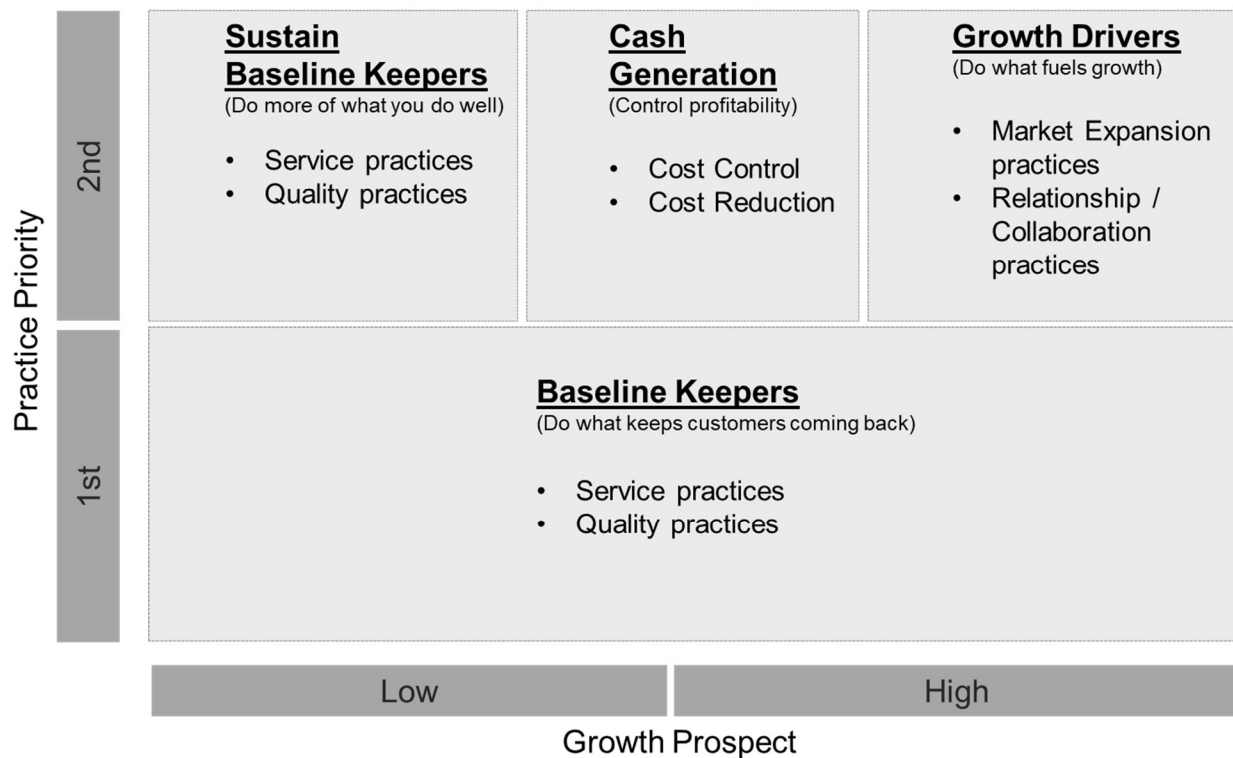 Sustain
Baseline Keepers
(Do more of what you do well)
• Service practices
• Quality practices
Cash
Generation
(Control profitability)
• Cost Control
• Cost Reduction
Growth Drivers
(Do what fuels growth)
• Market Expansion
practices
• Relationship /
Collaboration
practices
Practice Priority
2nd
1st
Baseline Keepers
(Do what keeps customers coming back)
• Service practices
• Quality practices
Low
High
Growth Prospect